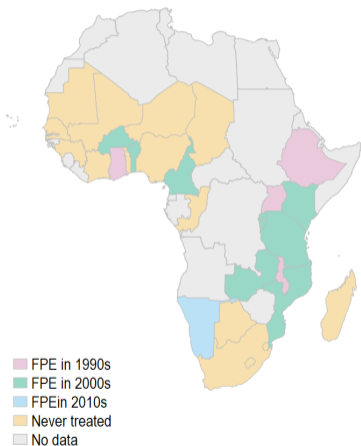 FPE in 1990s
FPE in 2000s
FPEin 2010s
Never treated
No data